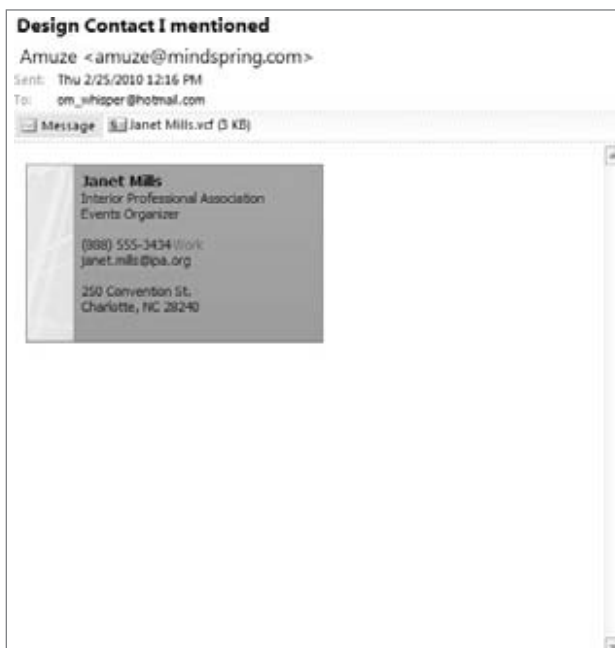 Design Contact I mentioned
Amuze <amuze@mindspring.com>
Sent: Thu 2/25/2010 12:16 PM
To: om_whisper@hotmail.com
Message Janet Mills.vcf (3 KB)
Janet Mills
Interior Professional Association
Events Organizer
(888) 555-3434 Work
janet.mills@ipa.org
250 Convention St.
Charlotte, NC 28240